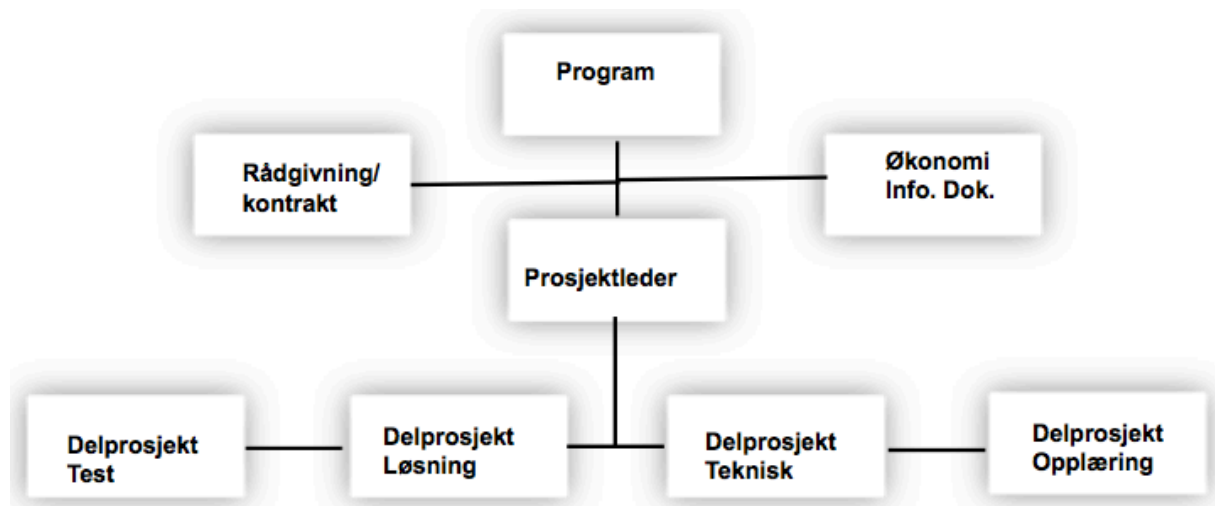 Program
Rådgivning/
kontrakt
Økonomi
Info. Dok.
Prosjektleder
Delprosjekt
Test
Delprosjekt
Løsning
Delprosjekt
Teknisk
Delprosjekt
Opplæring